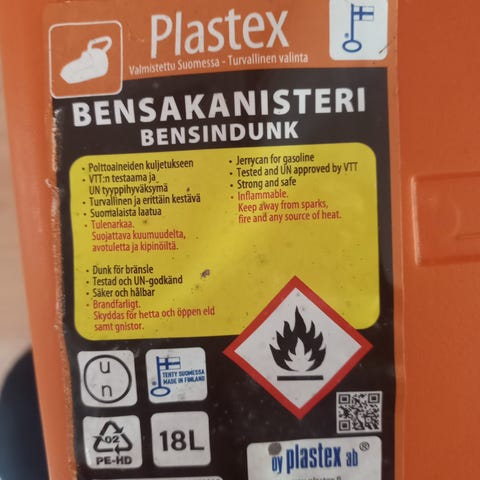 Plastex
Valmistettu Suomessa - Turvallinen valinta
BENSAKANISTERI
BENSINDUNK
• Polttoaineiden kuljetukseen
• VTT:n testaama ja
UN tyyppihyväksymä
• Turvallinen ja erittäin kestävä
• Suomalaista laatua
• Tulenarkaa.
Suojattava kuumuudelta,
avotuletta ja kipinöiltä.
• Dunk för bränsle
• Testad och UN-godkänd
• Säker och hålbar
• Brandfarligt.
Skyddas för hetta och öppen eld
samt gnistor.
• Jerrycan for gasoline
• Tested and UN approved by VTT
• Strong and safe
• Inflammable.
Keep away from sparks,
fire and any source of heat.
u
n
TEHTY SUOMESSA
MADE IN FINLAND
02
PE-HD
18L
oy plastex ab®